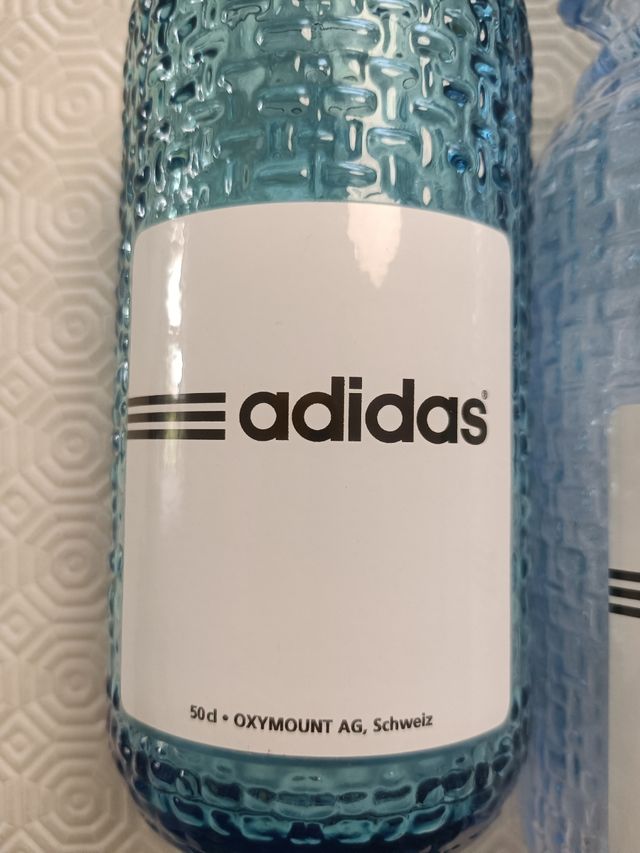 adidas®
50cl • OXYMOUNT AG, Schweiz